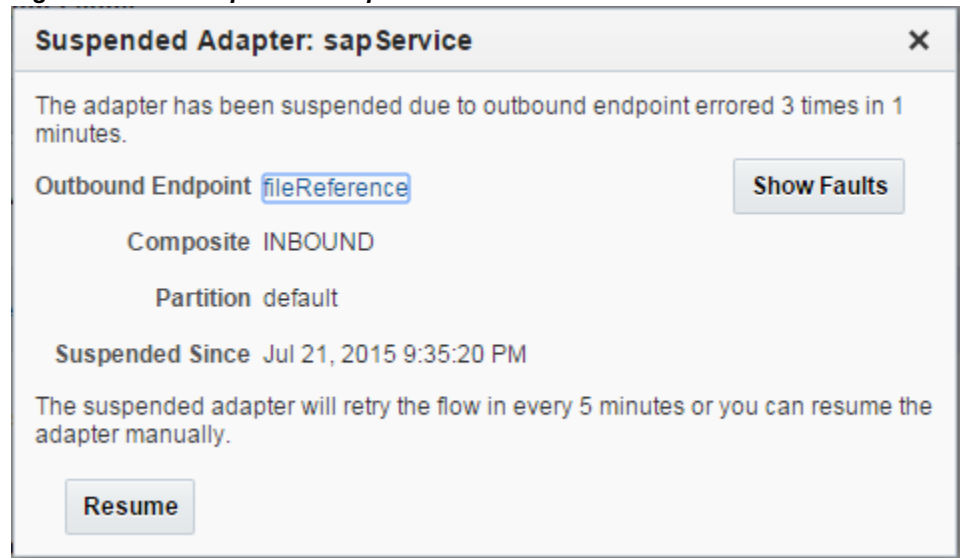 Suspended Adapter: sapService
The adapter has been suspended due to outbound endpoint errored 3 times in 1
minutes.
Outbound Endpoint fileReference Show Faults
Composite INBOUND
Partition default
Suspended Since Jul 21, 2015 9:35:20 PM
The suspended adapter will retry the flow in every 5 minutes or you can resume the
adapter manually.
Resume